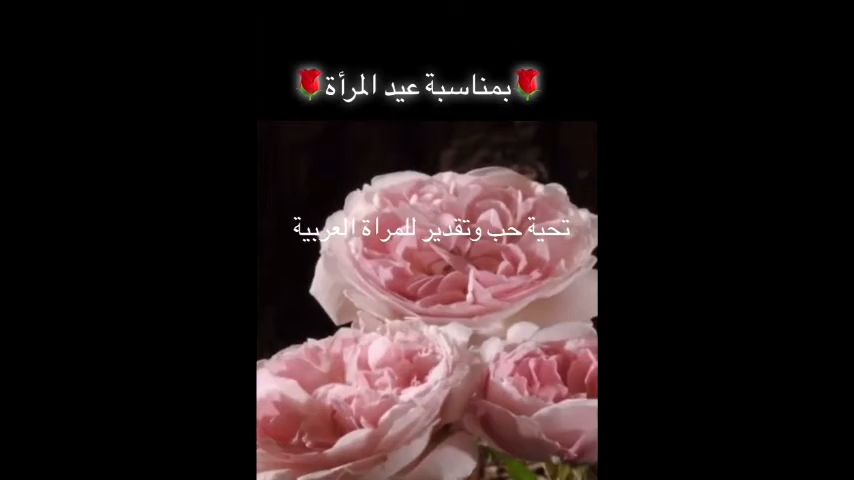 🌹بمناسبة عيد المرأة🌹
تحية حب وتقدير للمراة العربية